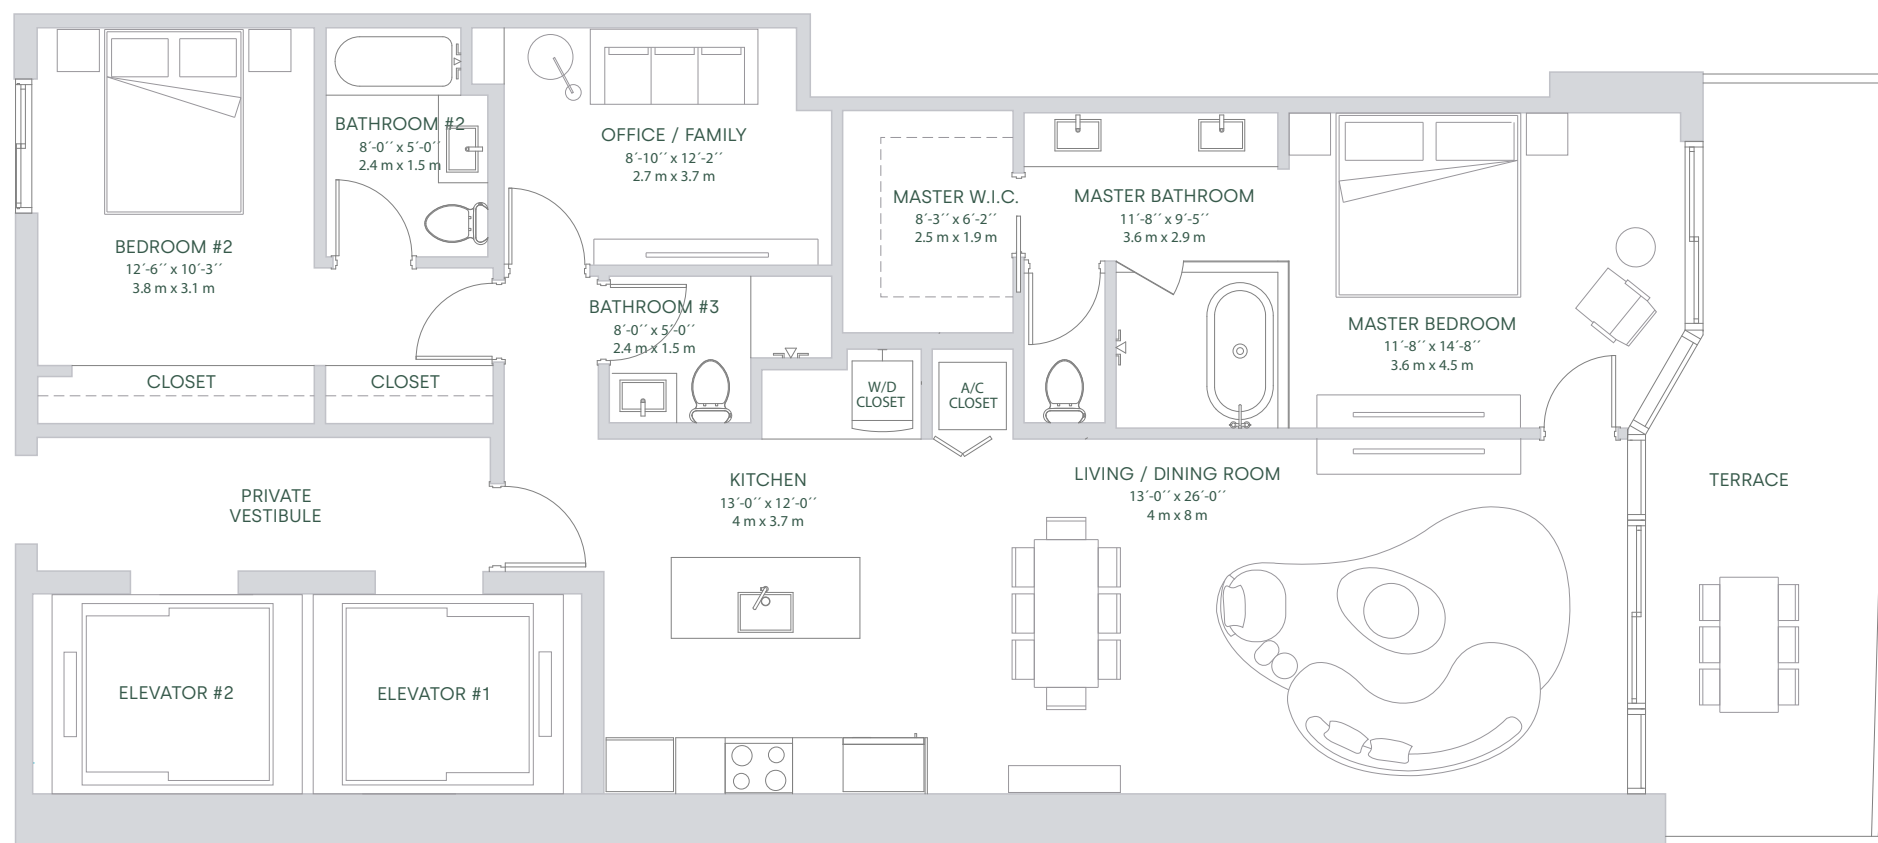 BATHROOM #2
8´-0´´ x 5´-0´´
2.4 m x 1.5 m
OFFICE / FAMILY
8´-10´´ x 12´-2´´
2.7 m x 3.7 m
MASTER W.I.C.
8´-3´´ x 6´-2´´
2.5 m x 1.9 m
MASTER BATHROOM
11´-8´´ x 9´-5´´
3.6 m x 2.9 m
BEDROOM #2
12´-6´´ x 10´-3´´
3.8 m x 3.1 m
BATHROOM #3
8´-0´´ x 5´-0´´
2.4 m x 1.5 m
MASTER BEDROOM
11´-8´´ x 14´-8´´
3.6 m x 4.5 m
CLOSET
CLOSET
W/D
CLOSET
A/C
CLOSET
PRIVATE
VESTIBULE
KITCHEN
13´-0´´ x 12´-0´´
4 m x 3.7 m
LIVING / DINING ROOM
13´-0´´ x 26´-0´´
4 m x 8 m
TERRACE
ELEVATOR #2
ELEVATOR #1